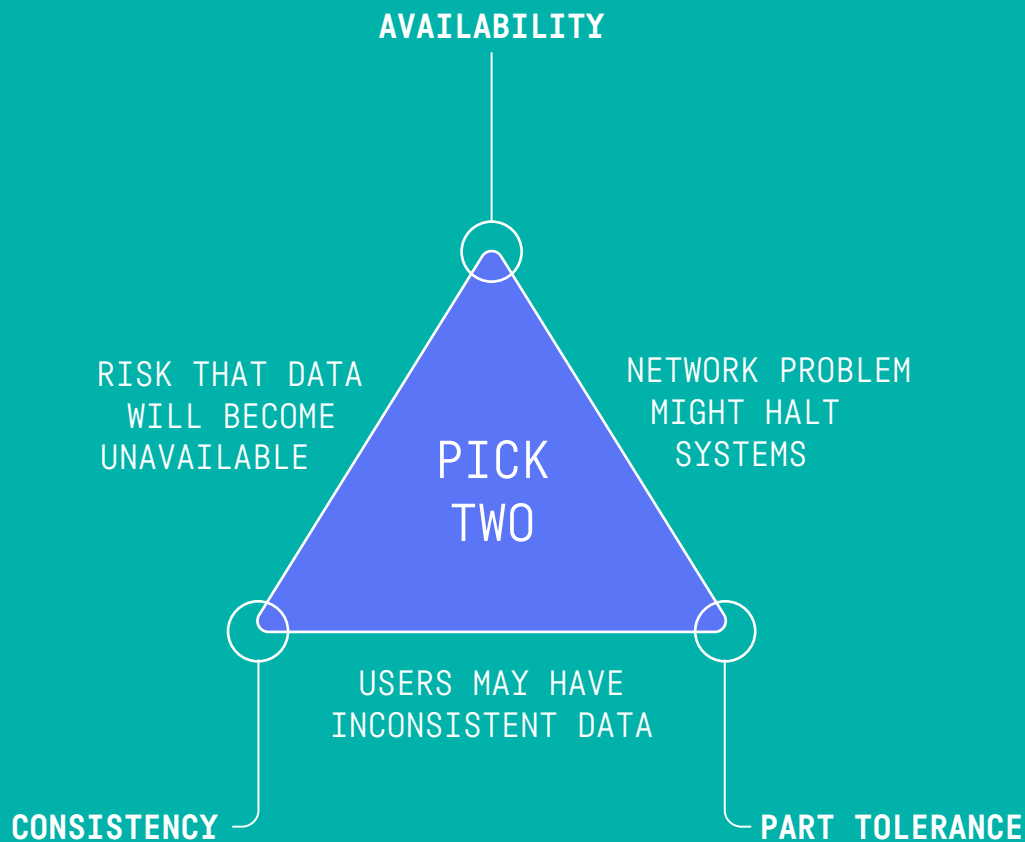 AVAILABILITY
RISK THAT DATA
WILL BECOME
UNAVAILABLE
NETWORK PROBLEM
MIGHT HALT
SYSTEMS
PICK
TWO
USERS MAY HAVE
INCONSISTENT DATA
CONSISTENCY
PART TOLERANCE